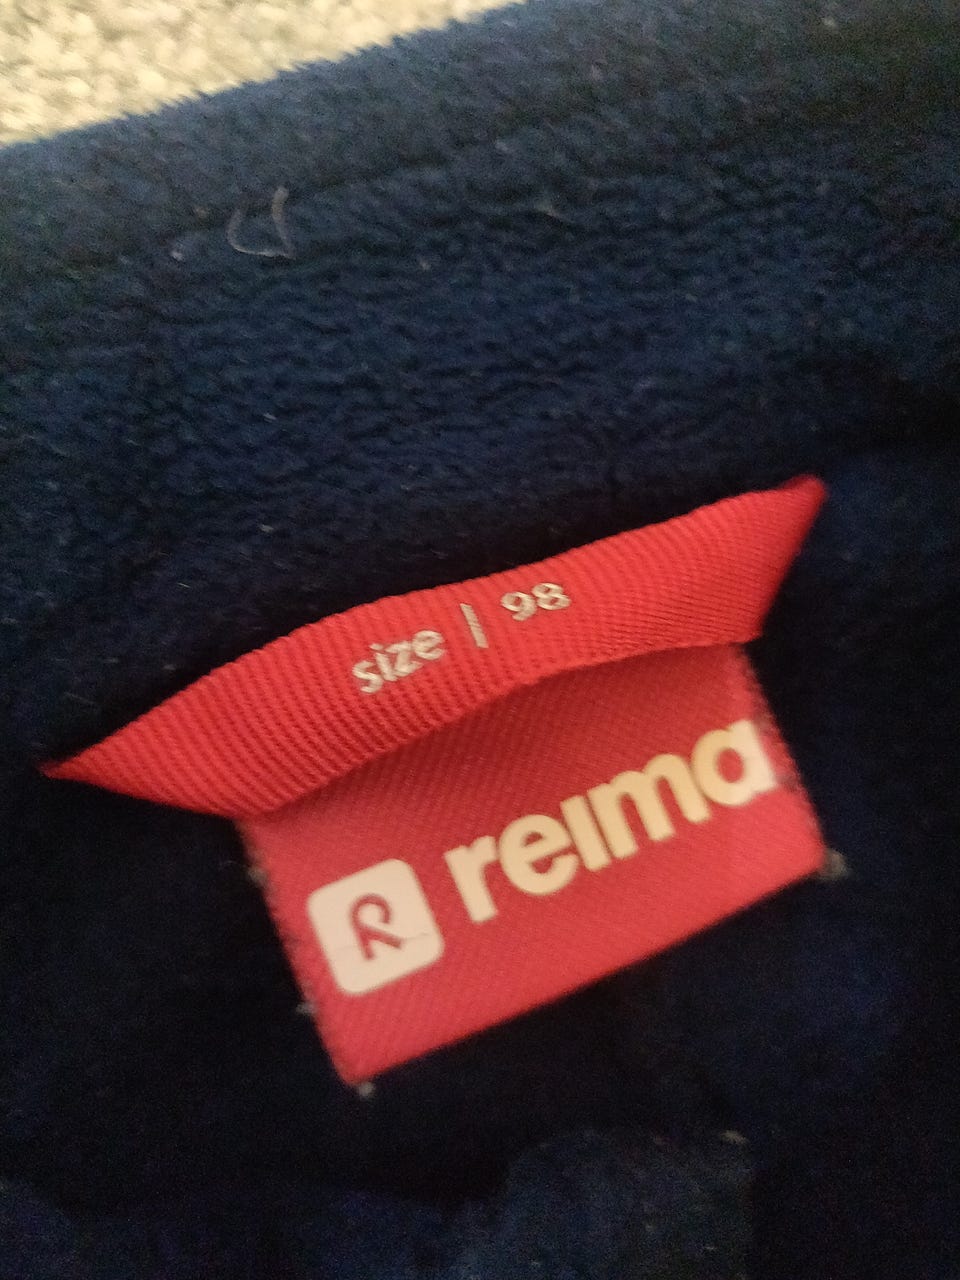 size | 98
reima